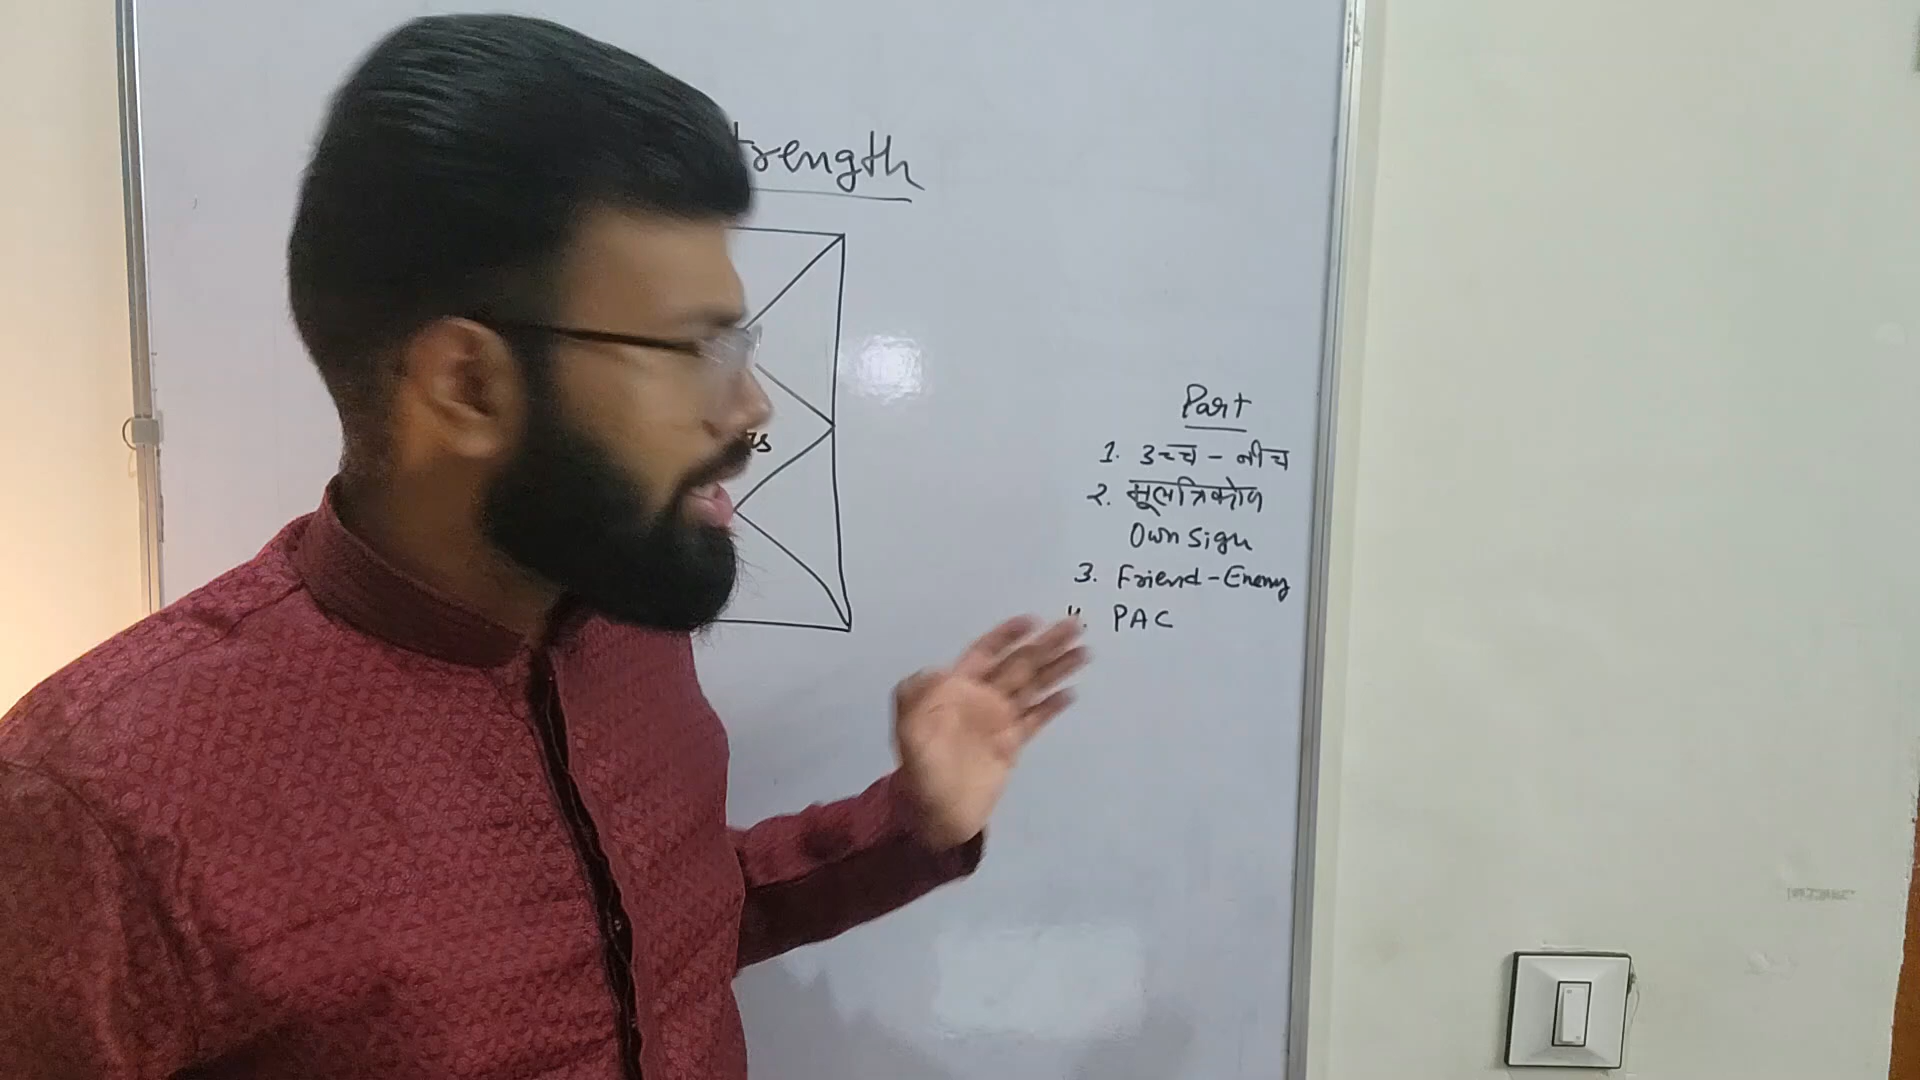 trength
Part
1. उच्च - नीच
2. मूलत्रिकोण
Own Sign
3. Friend - Enemy
4. PAC